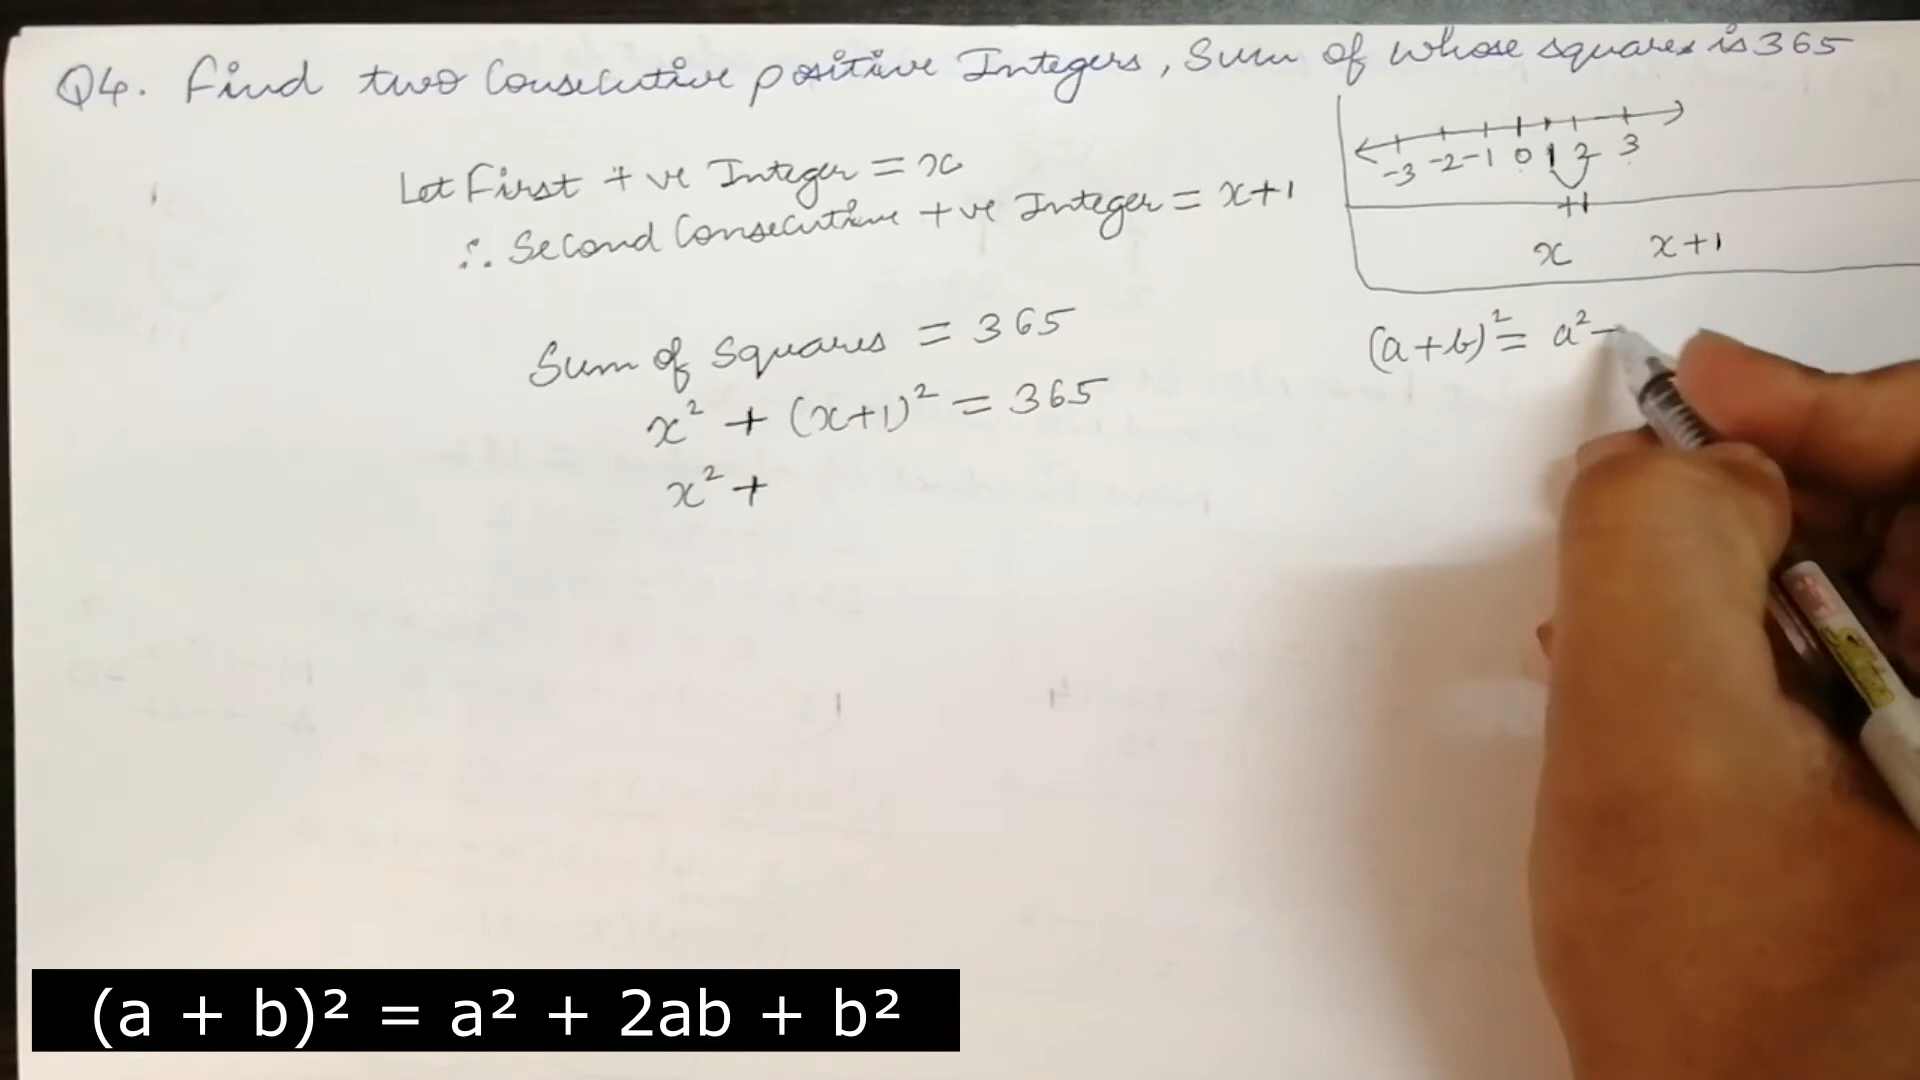 Q4. Find two Consecutive positive Integers, Sum of whose squares is 365
Let First +ve Integer = x
∴ Second Consecutive +ve Integer = x+1
-3 -2 -1 0 1 2 3
+1
x x+1
Sum of Squares = 365
(a+b)² = a²
x² + (x+1)² = 365
x² +
(a + b)² = a² + 2ab + b²